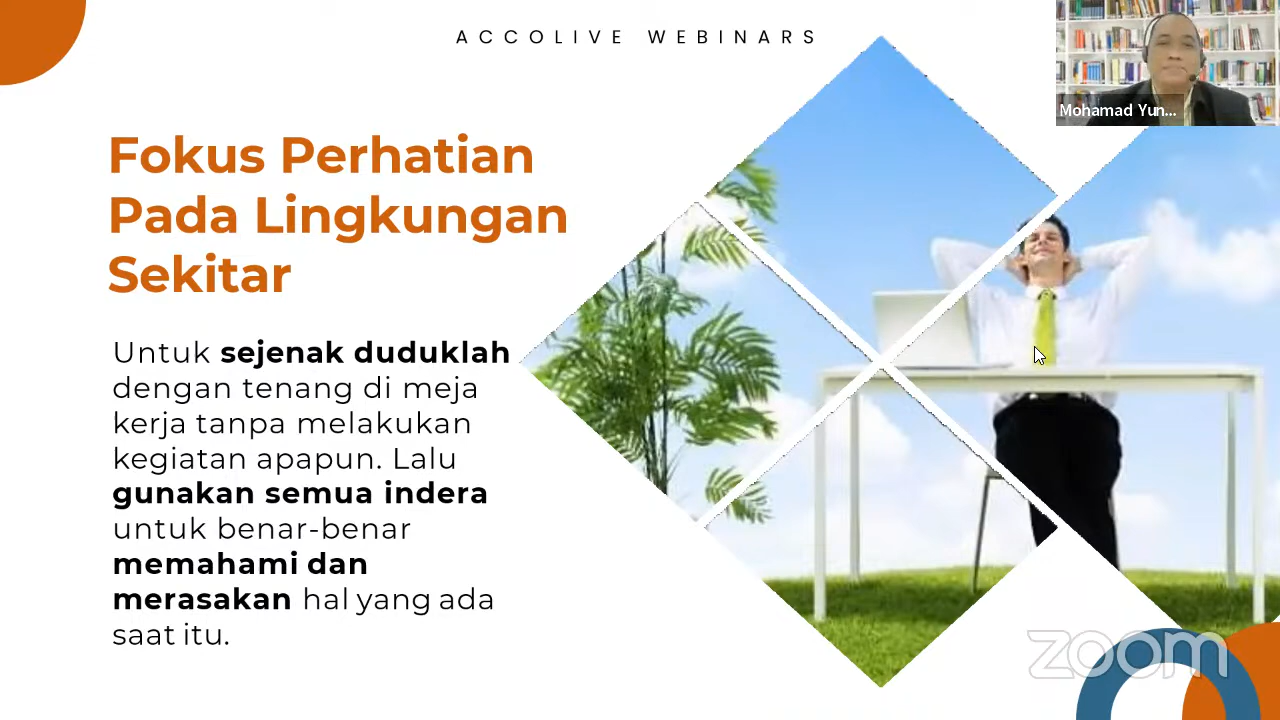 ACCOLIVE WEBINARS
Mohamad Yun...
Fokus Perhatian
Pada Lingkungan
Sekitar
Untuk sejenak duduklah
dengan tenang di meja
kerja tanpa melakukan
kegiatan apapun. Lalu
gunakan semua indera
untuk benar-benar
memahami dan
merasakan hal yang ada
saat itu.
zoom